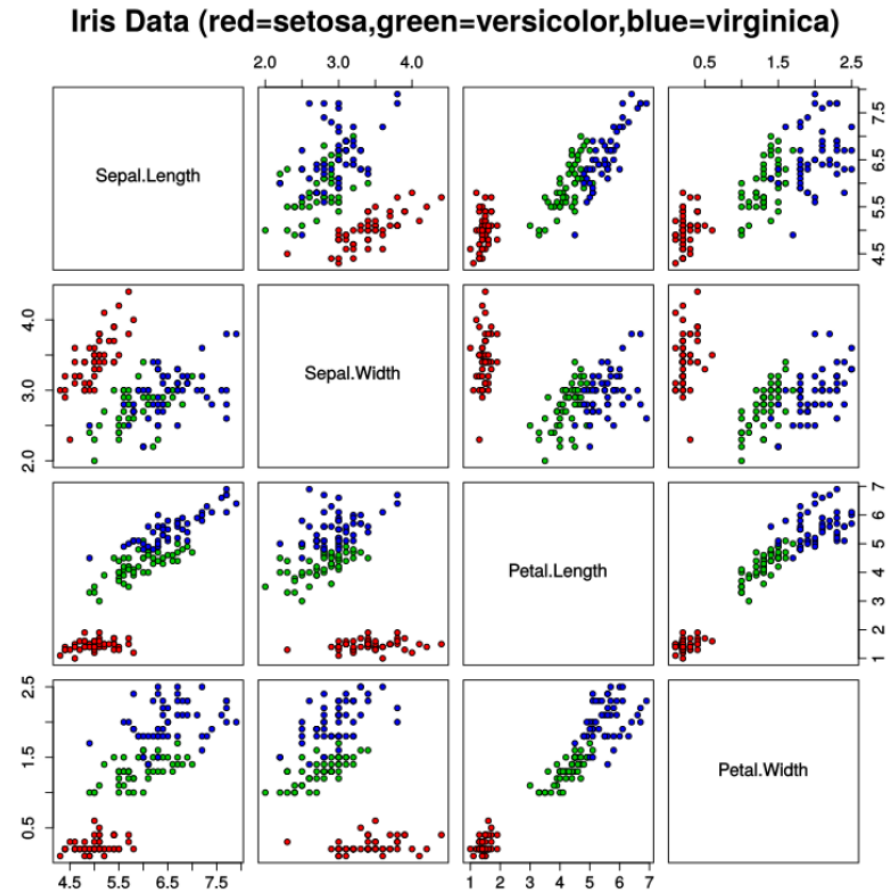 Iris Data (red=setosa,green=versicolor,blue=virginica)
2.0 3.0 4.0 0.5 1.5 2.5
Sepal.Length
4.5 5.5 6.5 7.5
2.0 3.0 4.0
Sepal.Width
Petal.Length
1 2 3 4 5 6 7
0.5 1.5 2.5
Petal.Width
4.5 5.5 6.5 7.5 1 2 3 4 5 6 7